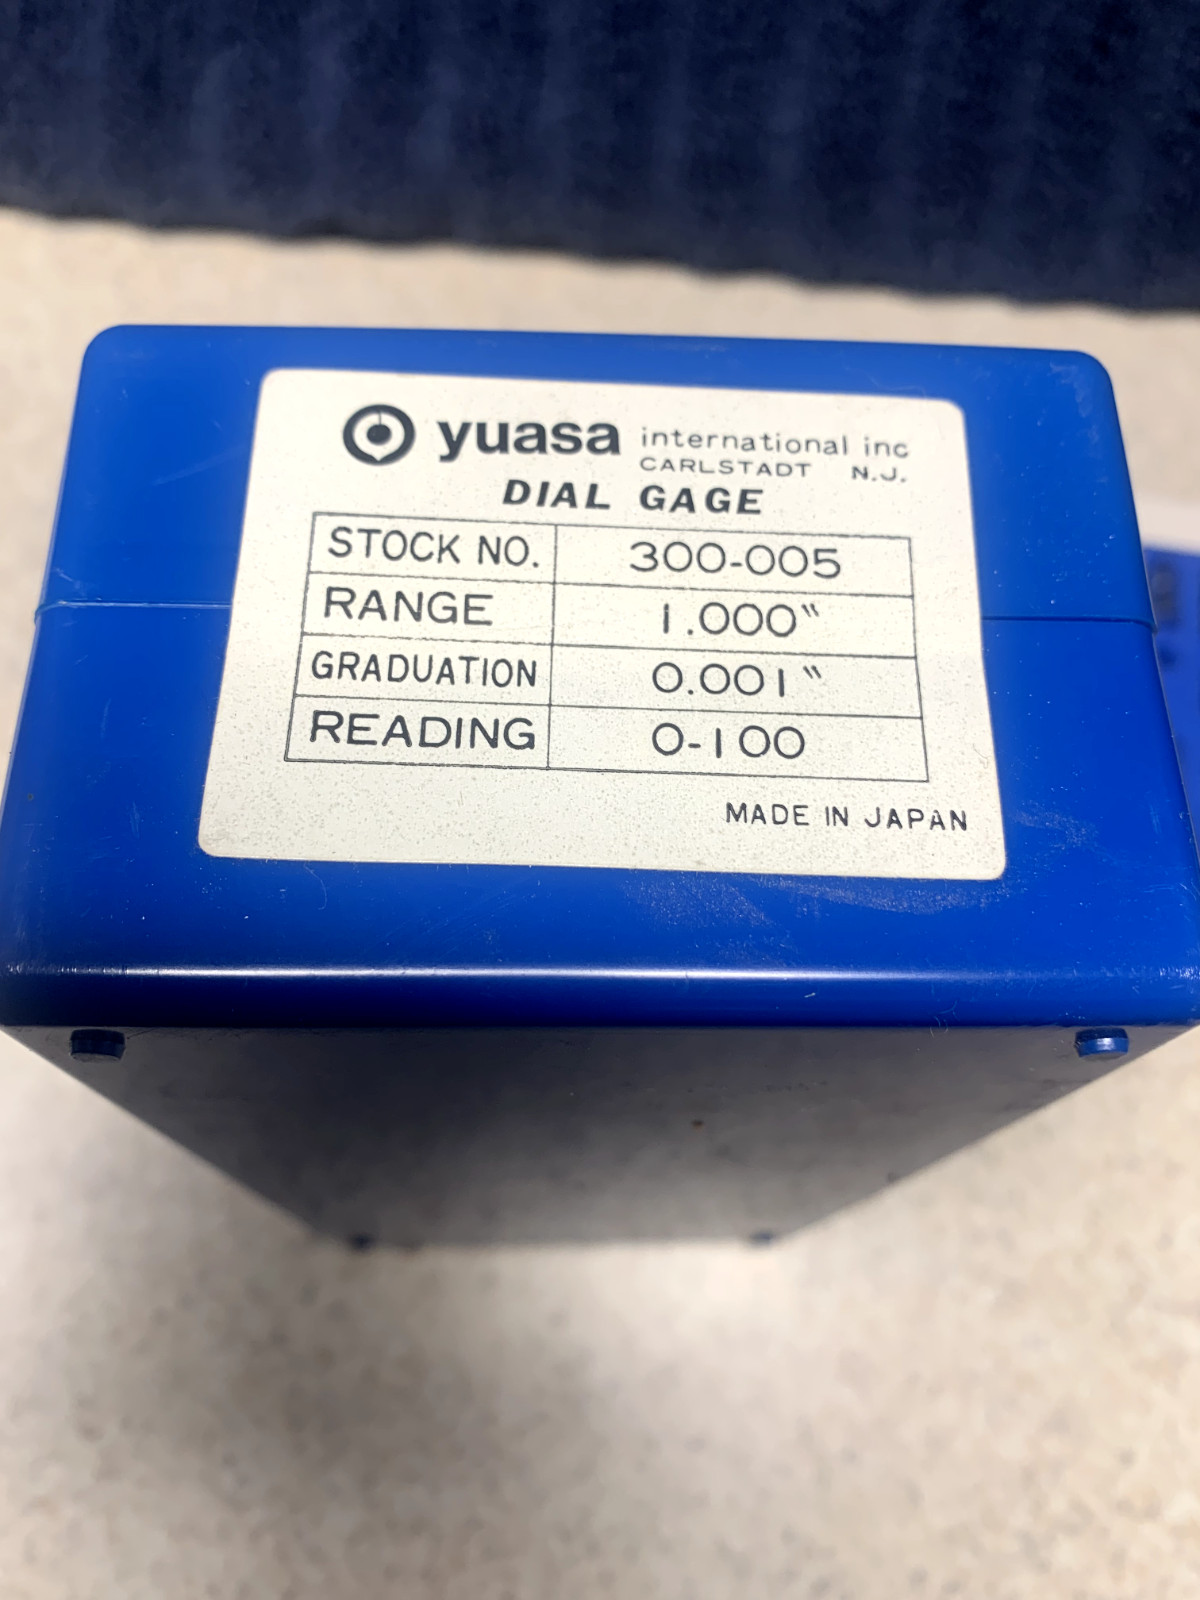 yuasa international inc
CARLSTADT N.J.
DIAL GAGE
STOCK NO. 300-005
RANGE 1.000"
GRADUATION 0.001"
READING 0-100
MADE IN JAPAN